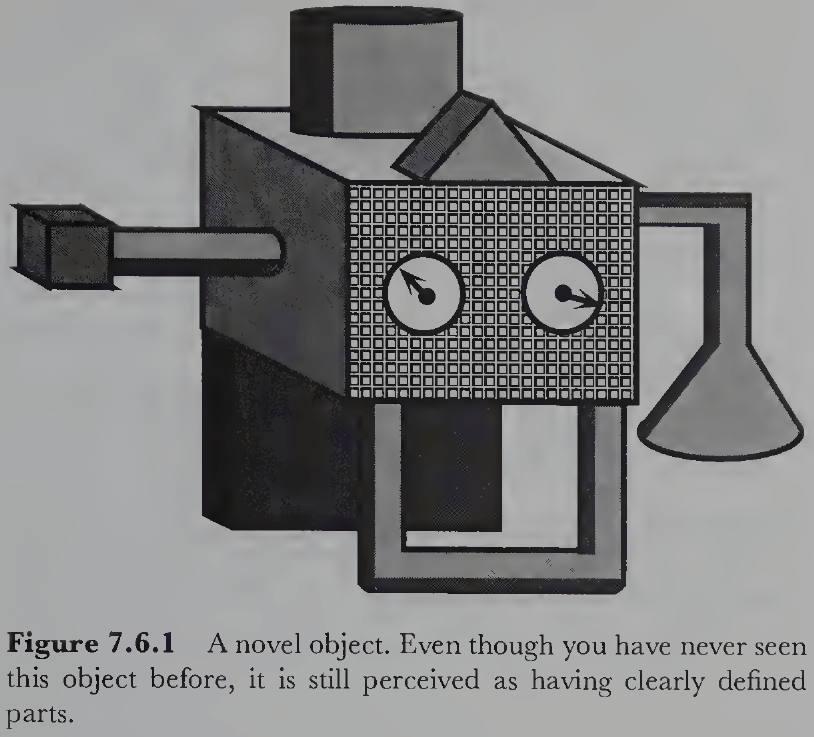 Figure 7.6.1 A novel object. Even though you have never seen
this object before, it is still perceived as having clearly defined
parts.